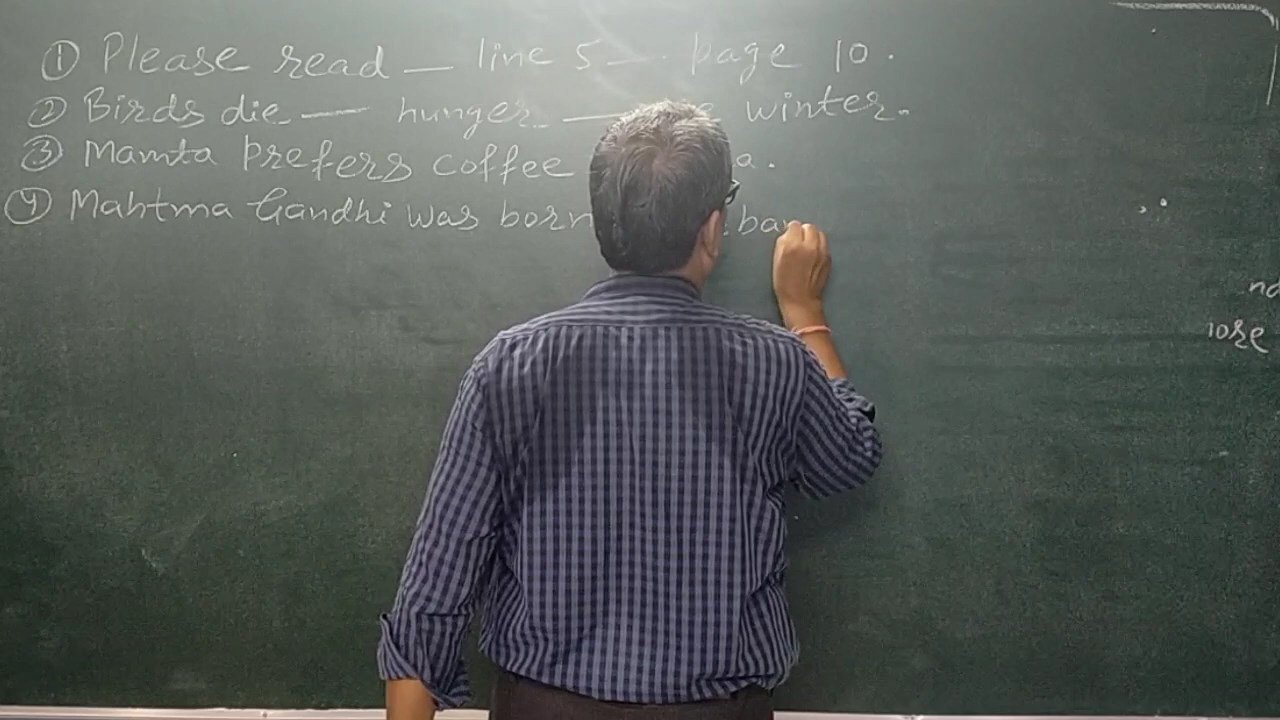 ① Please read — line 5 — page 10.
② Birds die — hunger — winter.
③ Mamta prefers coffee a.
④ Mahtma Gandhi was born
lore